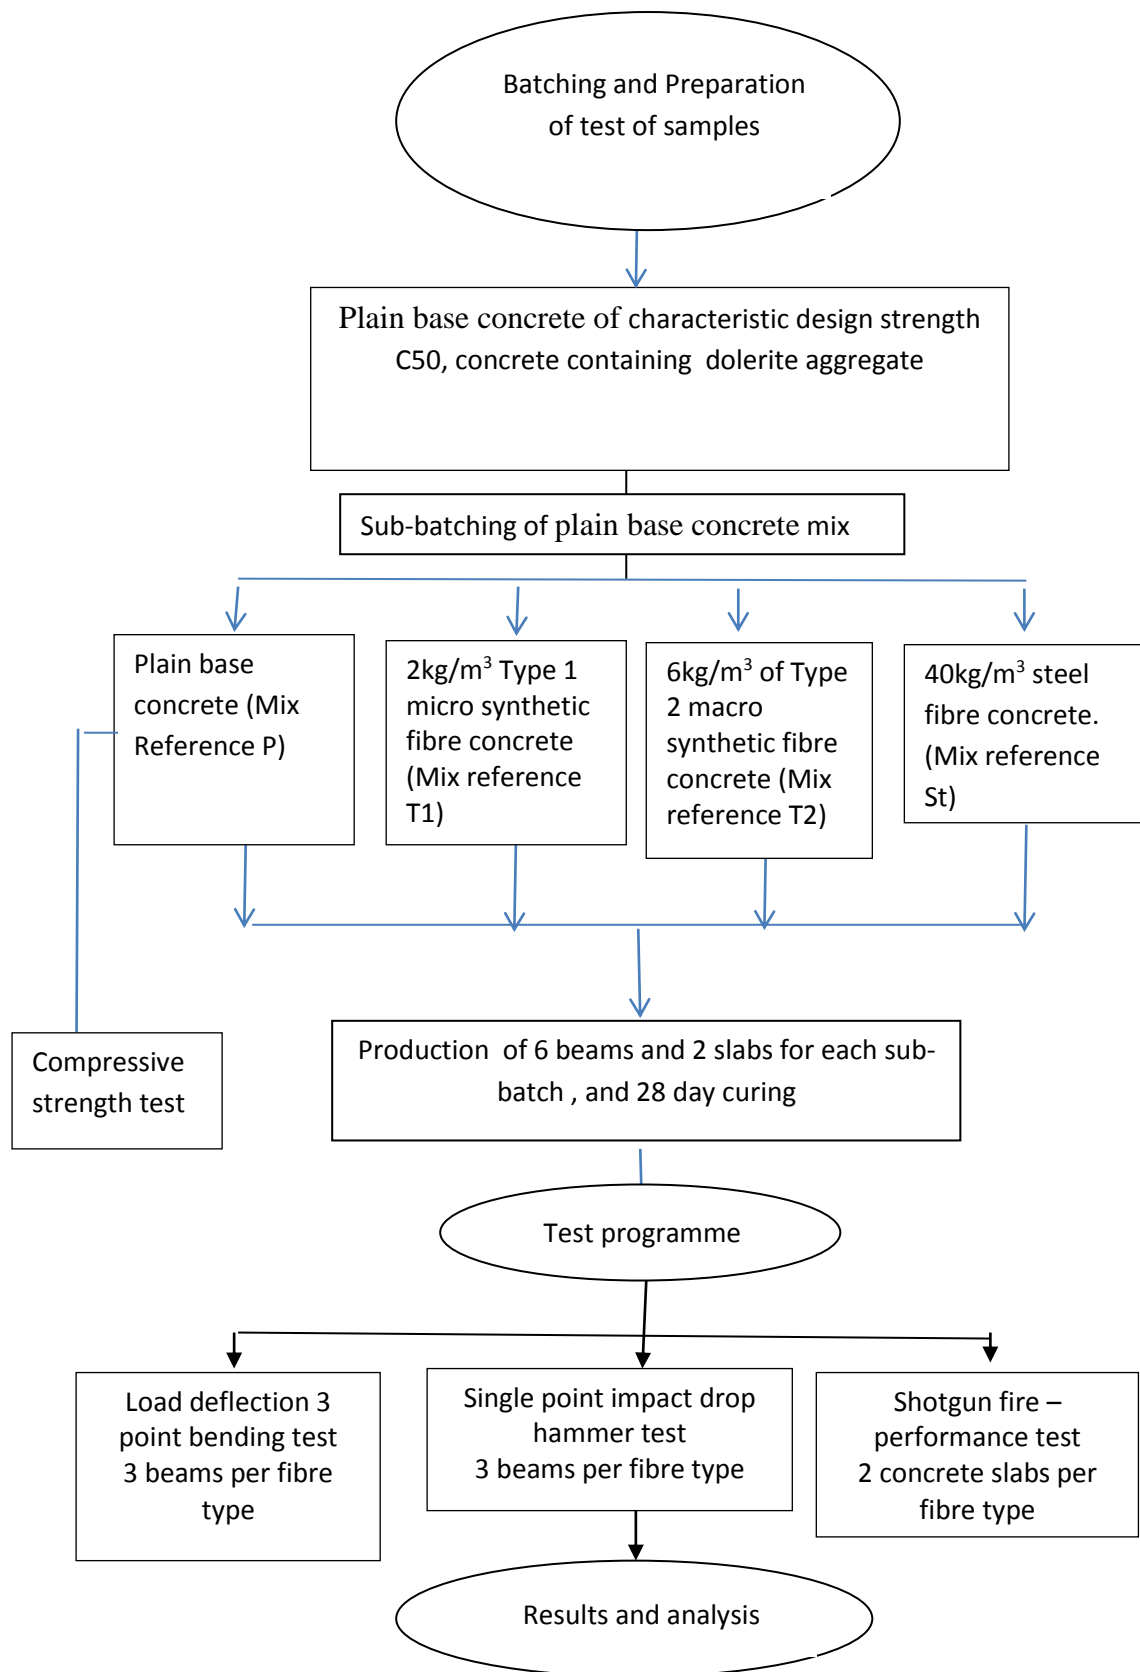 Batching and Preparation
of test of samples
Plain base concrete of characteristic design strength
C50, concrete containing dolerite aggregate
Sub-batching of plain base concrete mix
Plain base
concrete (Mix
Reference P)
2kg/m³ Type 1
micro synthetic
fibre concrete
(Mix reference
T1)
6kg/m³ of Type
2 macro
synthetic fibre
concrete (Mix
reference T2)
40kg/m³ steel
fibre concrete.
(Mix reference
St)
Compressive
strength test
Production of 6 beams and 2 slabs for each sub-
batch , and 28 day curing
Test programme
Load deflection 3
point bending test
3 beams per fibre
type
Single point impact drop
hammer test
3 beams per fibre type
Shotgun fire –
performance test
2 concrete slabs per
fibre type
Results and analysis